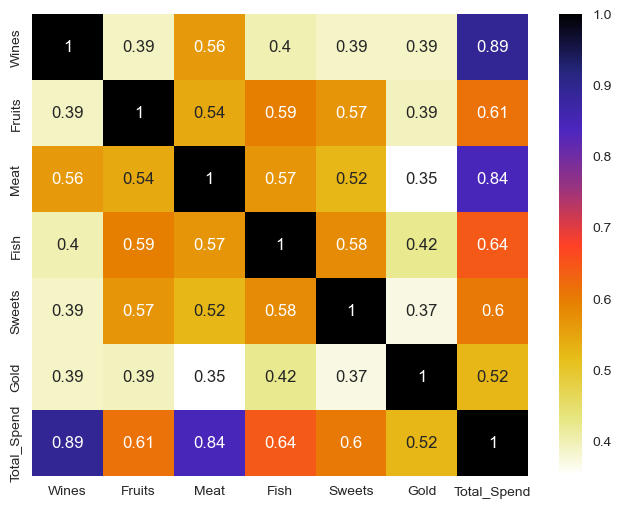 Wines 1 0.39 0.56 0.4 0.39 0.39 0.89
Fruits 0.39 1 0.54 0.59 0.57 0.39 0.61
Meat 0.56 0.54 1 0.57 0.52 0.35 0.84
Fish 0.4 0.59 0.57 1 0.58 0.42 0.64
Sweets 0.39 0.57 0.52 0.58 1 0.37 0.6
Gold 0.39 0.39 0.35 0.42 0.37 1 0.52
Total_Spend 0.89 0.61 0.84 0.64 0.6 0.52 1
Wines Fruits Meat Fish Sweets Gold Total_Spend
1.0
0.9
0.8
0.7
0.6
0.5
0.4